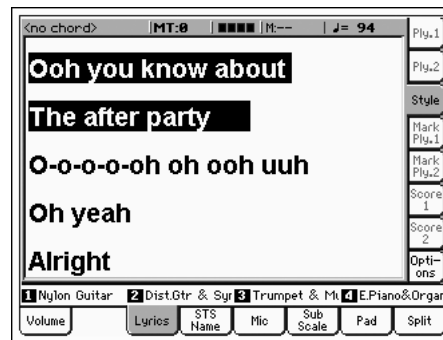 <no chord> MT:0 M:-- ♩= 94
Ooh you know about
The after party
O-o-o-o-oh oh ooh uuh
Oh yeah
Alright
Ply.1
Ply.2
Style
Mark Ply.1
Mark Ply.2
Score 1
Score 2
Opti-ons
1 Nylon Guitar 2 Dist.Gtr & Syn 3 Trumpet & Mu 4 E.Piano&Organ
Volume Lyrics STS Name Mic Sub Scale Pad Split